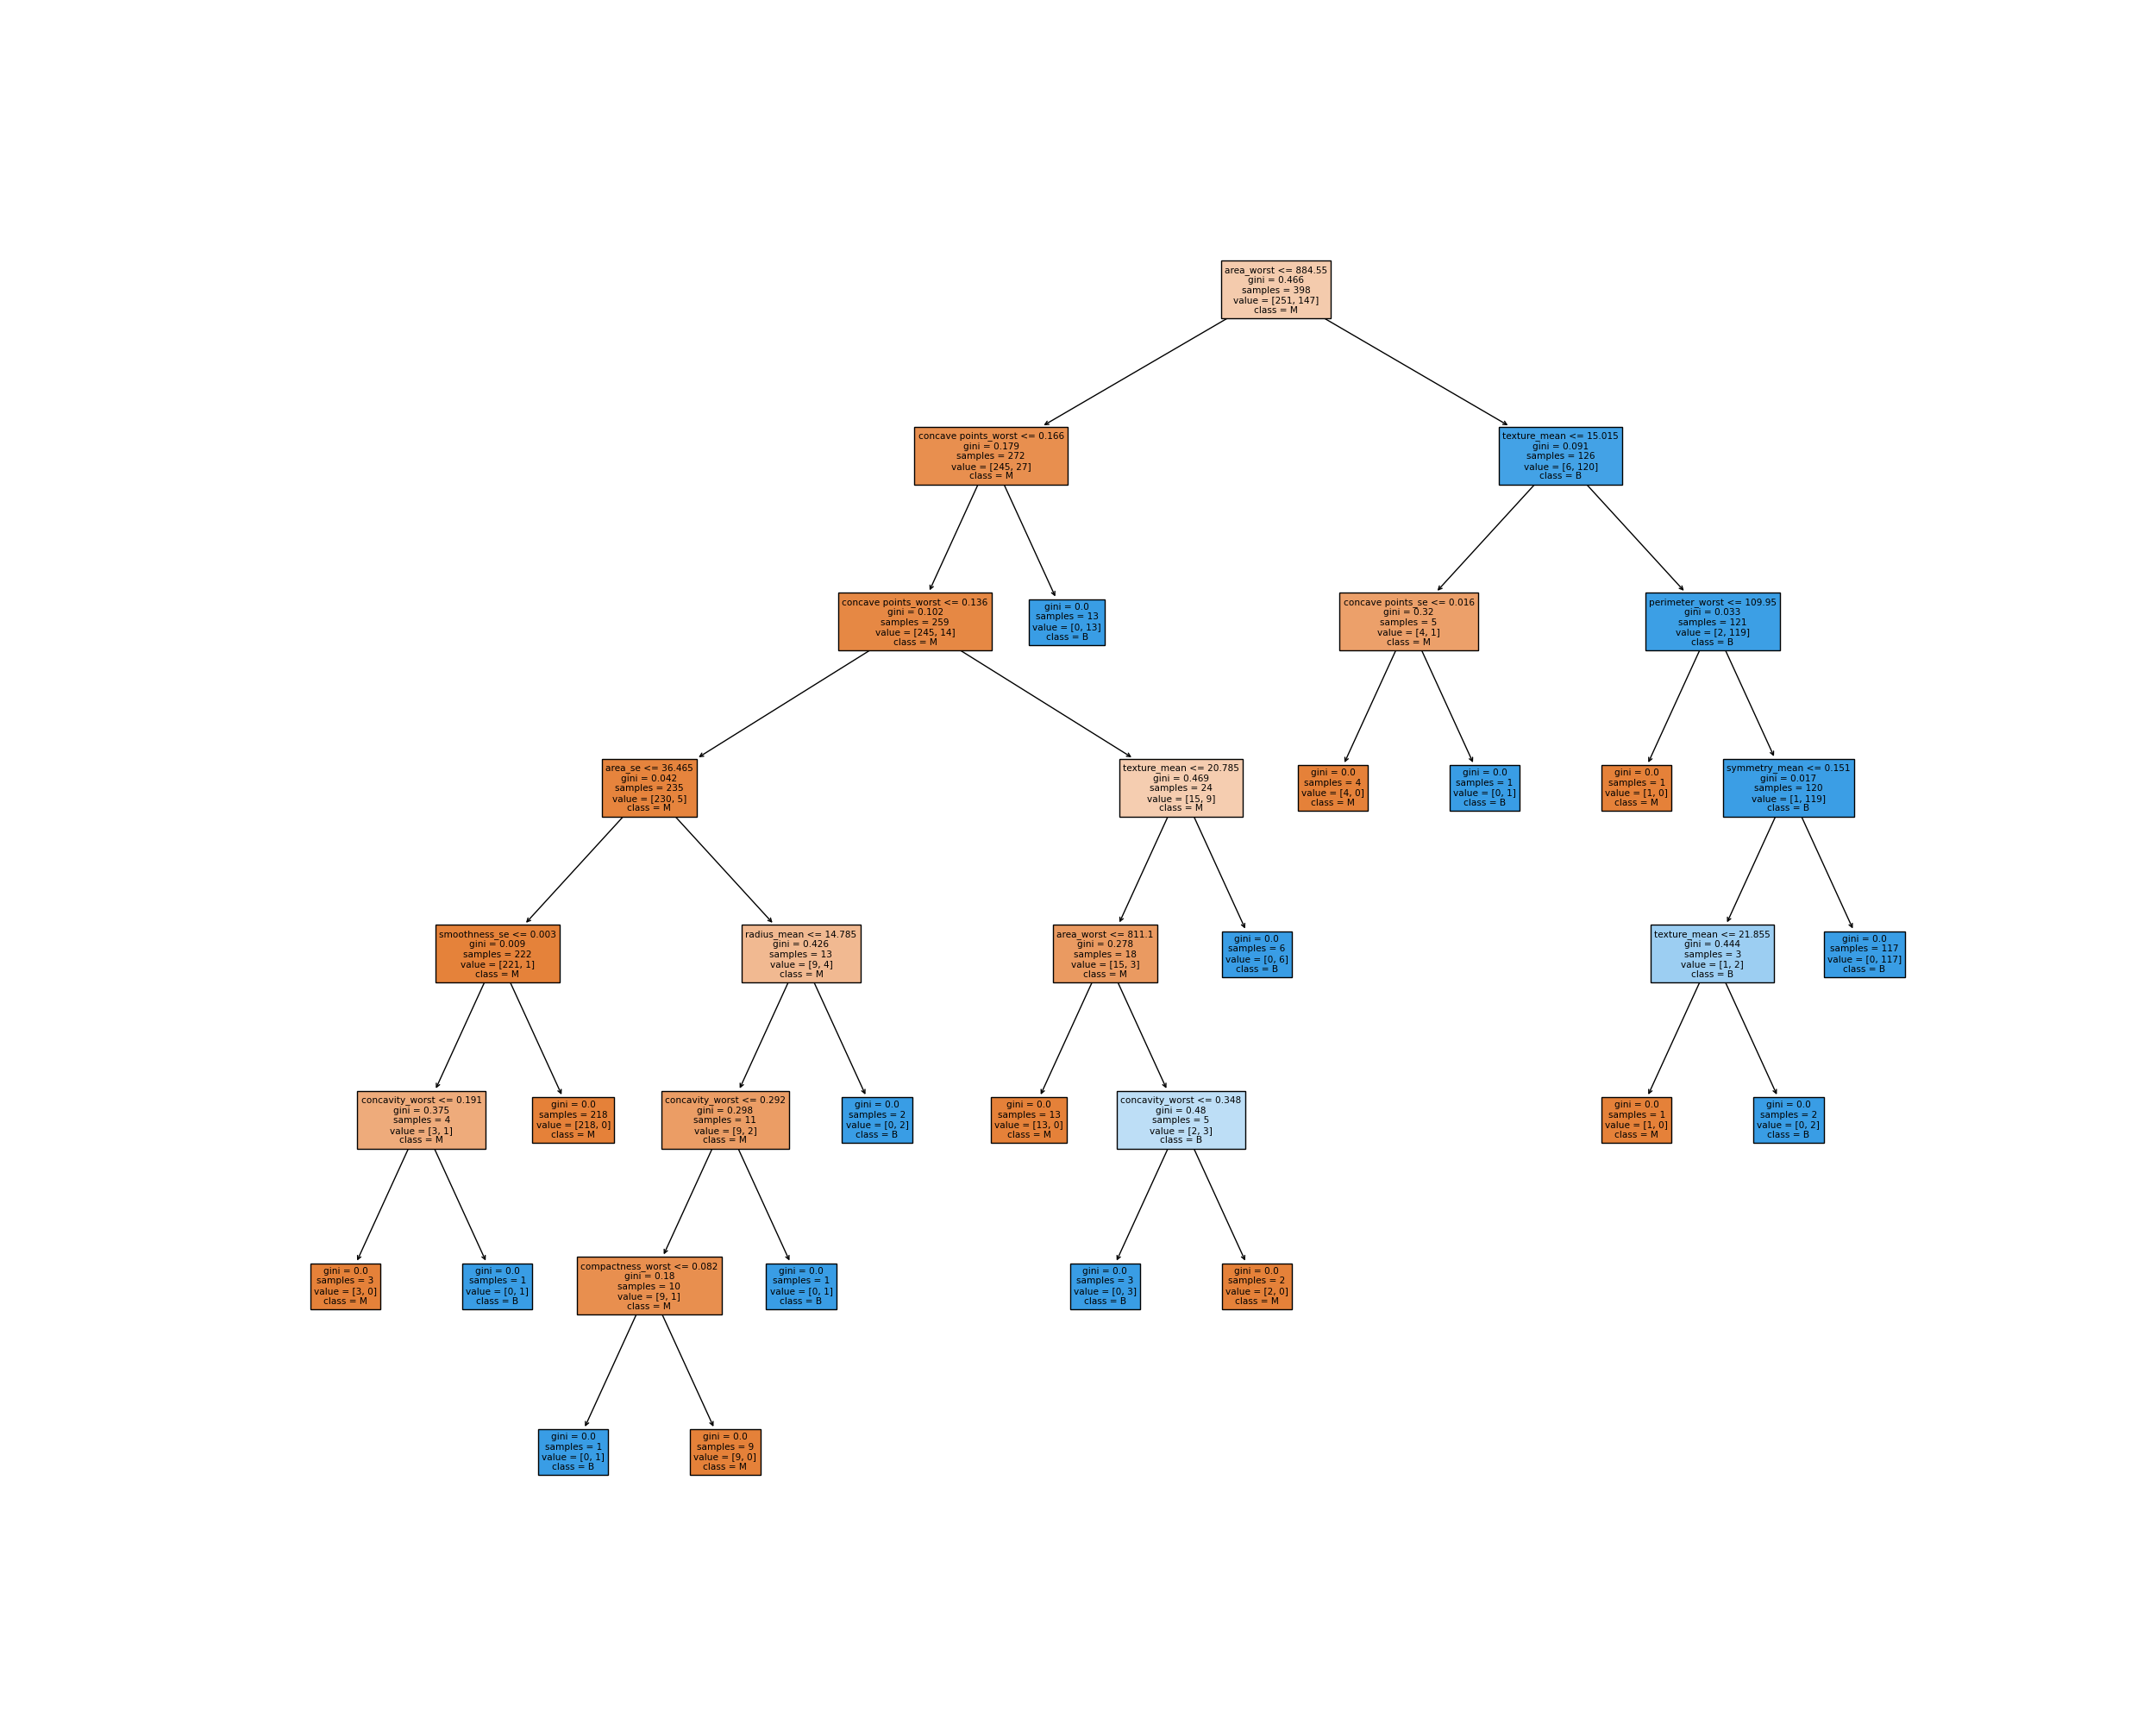 area_worst <= 884.55
gini = 0.466
samples = 398
value = [251, 147]
class = M
concave points_worst <= 0.166
gini = 0.179
samples = 272
value = [245, 27]
class = M
texture_mean <= 15.015
gini = 0.091
samples = 126
value = [6, 120]
class = B
concave points_worst <= 0.136
gini = 0.102
samples = 259
value = [245, 14]
class = M
gini = 0.0
samples = 13
value = [0, 13]
class = B
concave points_se <= 0.016
gini = 0.32
samples = 5
value = [4, 1]
class = M
perimeter_worst <= 109.95
gini = 0.033
samples = 121
value = [2, 119]
class = B
area_se <= 36.465
gini = 0.042
samples = 235
value = [230, 5]
class = M
texture_mean <= 20.785
gini = 0.469
samples = 24
value = [15, 9]
class = M
gini = 0.0
samples = 4
value = [4, 0]
class = M
gini = 0.0
samples = 1
value = [0, 1]
class = B
gini = 0.0
samples = 1
value = [1, 0]
class = M
symmetry_mean <= 0.151
gini = 0.017
samples = 120
value = [1, 119]
class = B
smoothness_se <= 0.003
gini = 0.009
samples = 222
value = [221, 1]
class = M
radius_mean <= 14.785
gini = 0.426
samples = 13
value = [9, 4]
class = M
area_worst <= 811.1
gini = 0.278
samples = 18
value = [15, 3]
class = M
gini = 0.0
samples = 6
value = [0, 6]
class = B
texture_mean <= 21.855
gini = 0.444
samples = 3
value = [1, 2]
class = B
gini = 0.0
samples = 117
value = [0, 117]
class = B
concavity_worst <= 0.191
gini = 0.375
samples = 4
value = [3, 1]
class = M
gini = 0.0
samples = 218
value = [218, 0]
class = M
concavity_worst <= 0.292
gini = 0.298
samples = 11
value = [9, 2]
class = M
gini = 0.0
samples = 2
value = [0, 2]
class = B
gini = 0.0
samples = 13
value = [13, 0]
class = M
concavity_worst <= 0.348
gini = 0.48
samples = 5
value = [2, 3]
class = B
gini = 0.0
samples = 1
value = [1, 0]
class = M
gini = 0.0
samples = 2
value = [0, 2]
class = B
gini = 0.0
samples = 3
value = [3, 0]
class = M
gini = 0.0
samples = 1
value = [0, 1]
class = B
compactness_worst <= 0.082
gini = 0.18
samples = 10
value = [9, 1]
class = M
gini = 0.0
samples = 1
value = [0, 1]
class = B
gini = 0.0
samples = 3
value = [0, 3]
class = B
gini = 0.0
samples = 2
value = [2, 0]
class = M
gini = 0.0
samples = 1
value = [0, 1]
class = B
gini = 0.0
samples = 9
value = [9, 0]
class = M